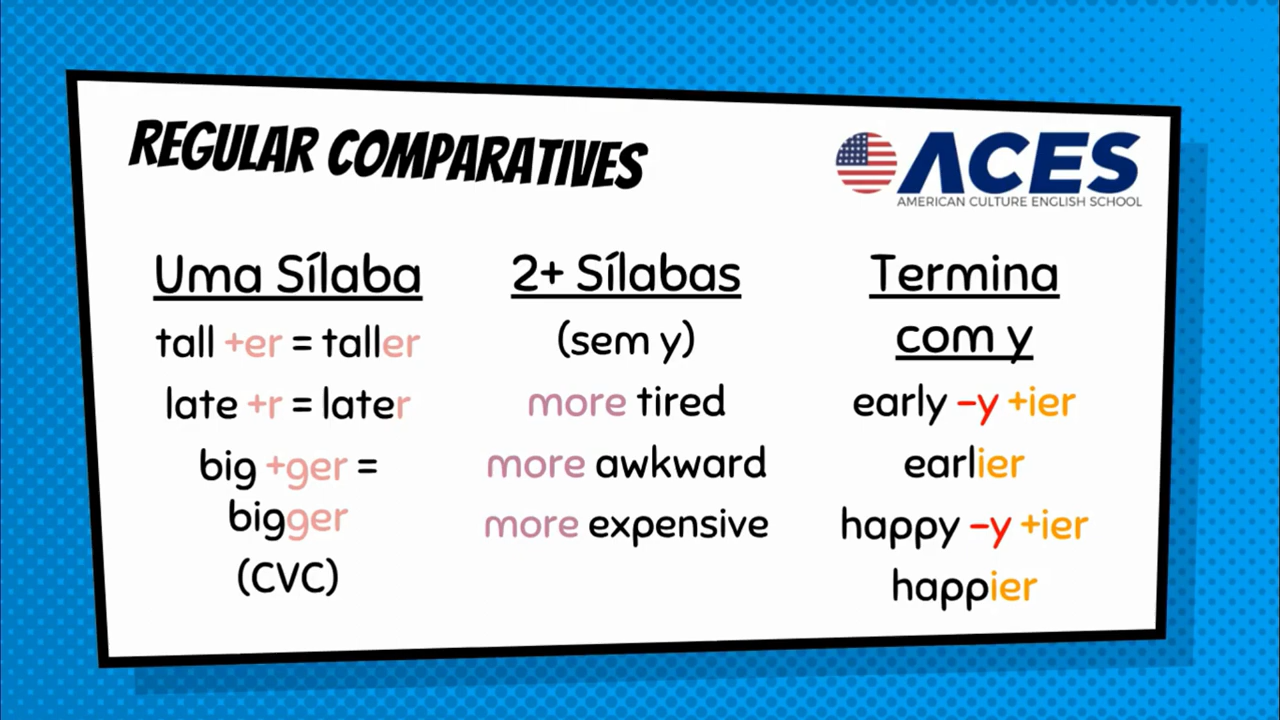 REGULAR COMPARATIVES
ACES
AMERICAN CULTURE ENGLISH SCHOOL
Uma Sílaba
tall +er = taller
late +r = later
big +ger =
bigger
(CVC)
2+ Sílabas
(sem y)
more tired
more awkward
more expensive
Termina
com y
early -y +ier
earlier
happy -y +ier
happier